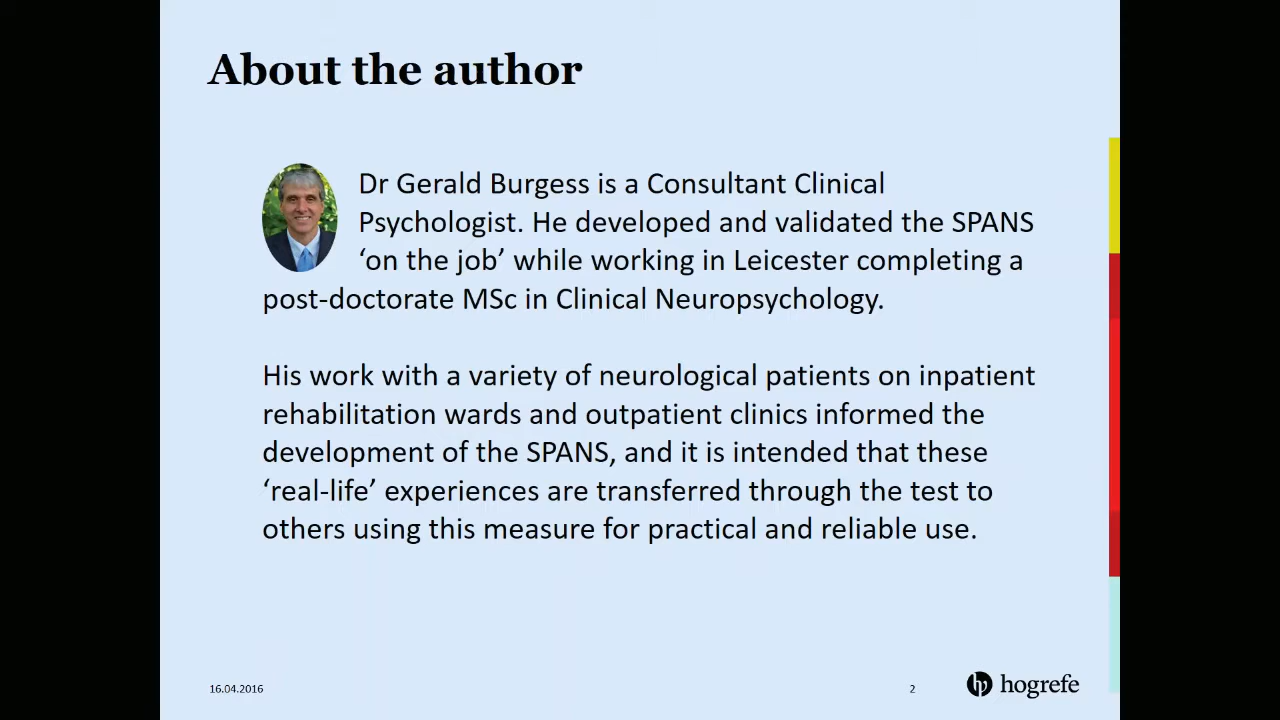 About the author
Dr Gerald Burgess is a Consultant Clinical
Psychologist. He developed and validated the SPANS
‘on the job’ while working in Leicester completing a
post-doctorate MSc in Clinical Neuropsychology.
His work with a variety of neurological patients on inpatient
rehabilitation wards and outpatient clinics informed the
development of the SPANS, and it is intended that these
‘real-life’ experiences are transferred through the test to
others using this measure for practical and reliable use.
16.04.2016
2
hogrefe